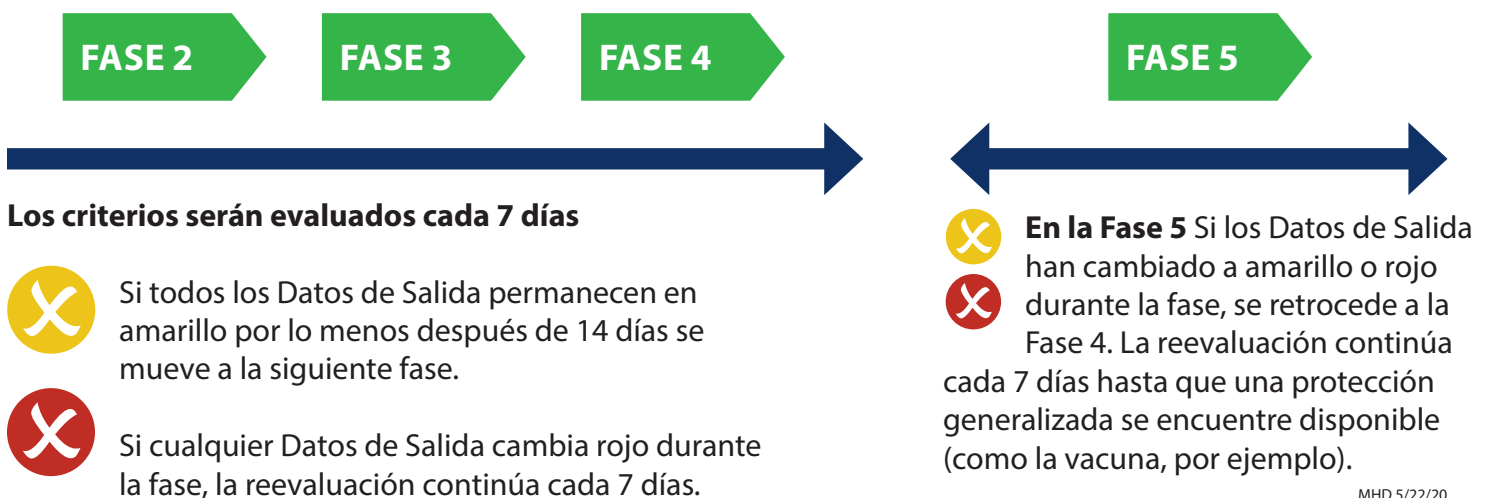 FASE 2
FASE 3
FASE 4
FASE 5
Los criterios serán evaluados cada 7 días
Si todos los Datos de Salida permanecen en
amarillo por lo menos después de 14 días se
mueve a la siguiente fase.
Si cualquier Datos de Salida cambia rojo durante
la fase, la reevaluación continúa cada 7 días.
En la Fase 5 Si los Datos de Salida
han cambiado a amarillo o rojo
durante la fase, se retrocede a la
Fase 4. La reevaluación continúa
cada 7 días hasta que una protección
generalizada se encuentre disponible
(como la vacuna, por ejemplo).
MHD 5/22/20